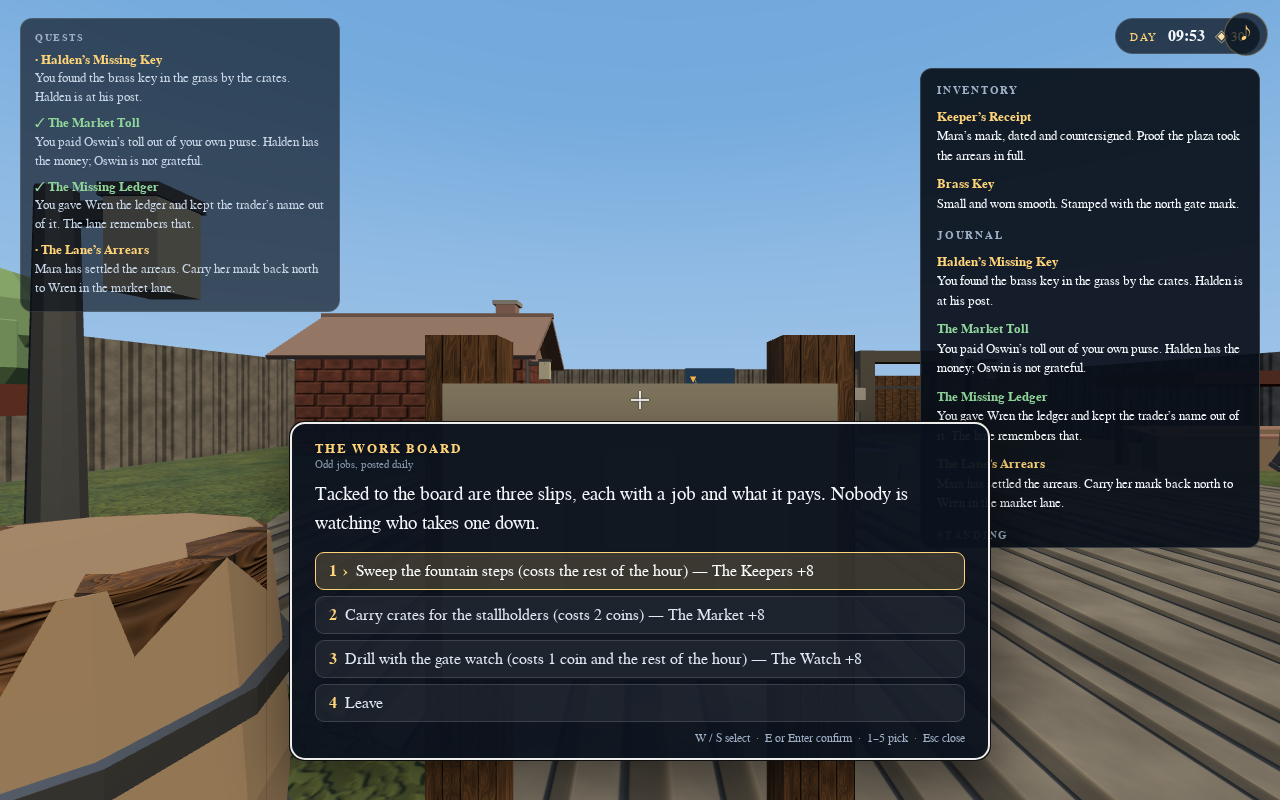 QUESTS
· Halden's Missing Key
You found the brass key in the grass by the crates.
Halden is at his post.
✓ The Market Toll
You paid Oswin's toll out of your own purse. Halden has
the money; Oswin is not grateful.
✓ The Missing Ledger
You gave Wren the ledger and kept the trader's name out
of it. The lane remembers that.
· The Lane's Arrears
Mara has settled the arrears. Carry her mark back north
to Wren in the market lane.
DAY 09:53
INVENTORY
Keeper's Receipt
Mara's mark, dated and countersigned. Proof the plaza took
the arrears in full.
Brass Key
Small and worn smooth. Stamped with the north gate mark.
JOURNAL
Halden's Missing Key
You found the brass key in the grass by the crates. Halden is
at his post.
The Market Toll
You paid Oswin's toll out of your own purse. Halden has the
money; Oswin is not grateful.
The Missing Ledger
You gave Wren the ledger and kept the trader's name out of
it. The lane remembers that.
The Lane's Arrears
Mara has settled the arrears. Carry her mark back north to
Wren in the market lane.
STANDING
THE WORK BOARD
Odd jobs, posted daily
Tacked to the board are three slips, each with a job and what it pays. Nobody is
watching who takes one down.
1 › Sweep the fountain steps (costs the rest of the hour) — The Keepers +8
2 Carry crates for the stallholders (costs 2 coins) — The Market +8
3 Drill with the gate watch (costs 1 coin and the rest of the hour) — The Watch +8
4 Leave
W / S select · E or Enter confirm · 1–5 pick · Esc close